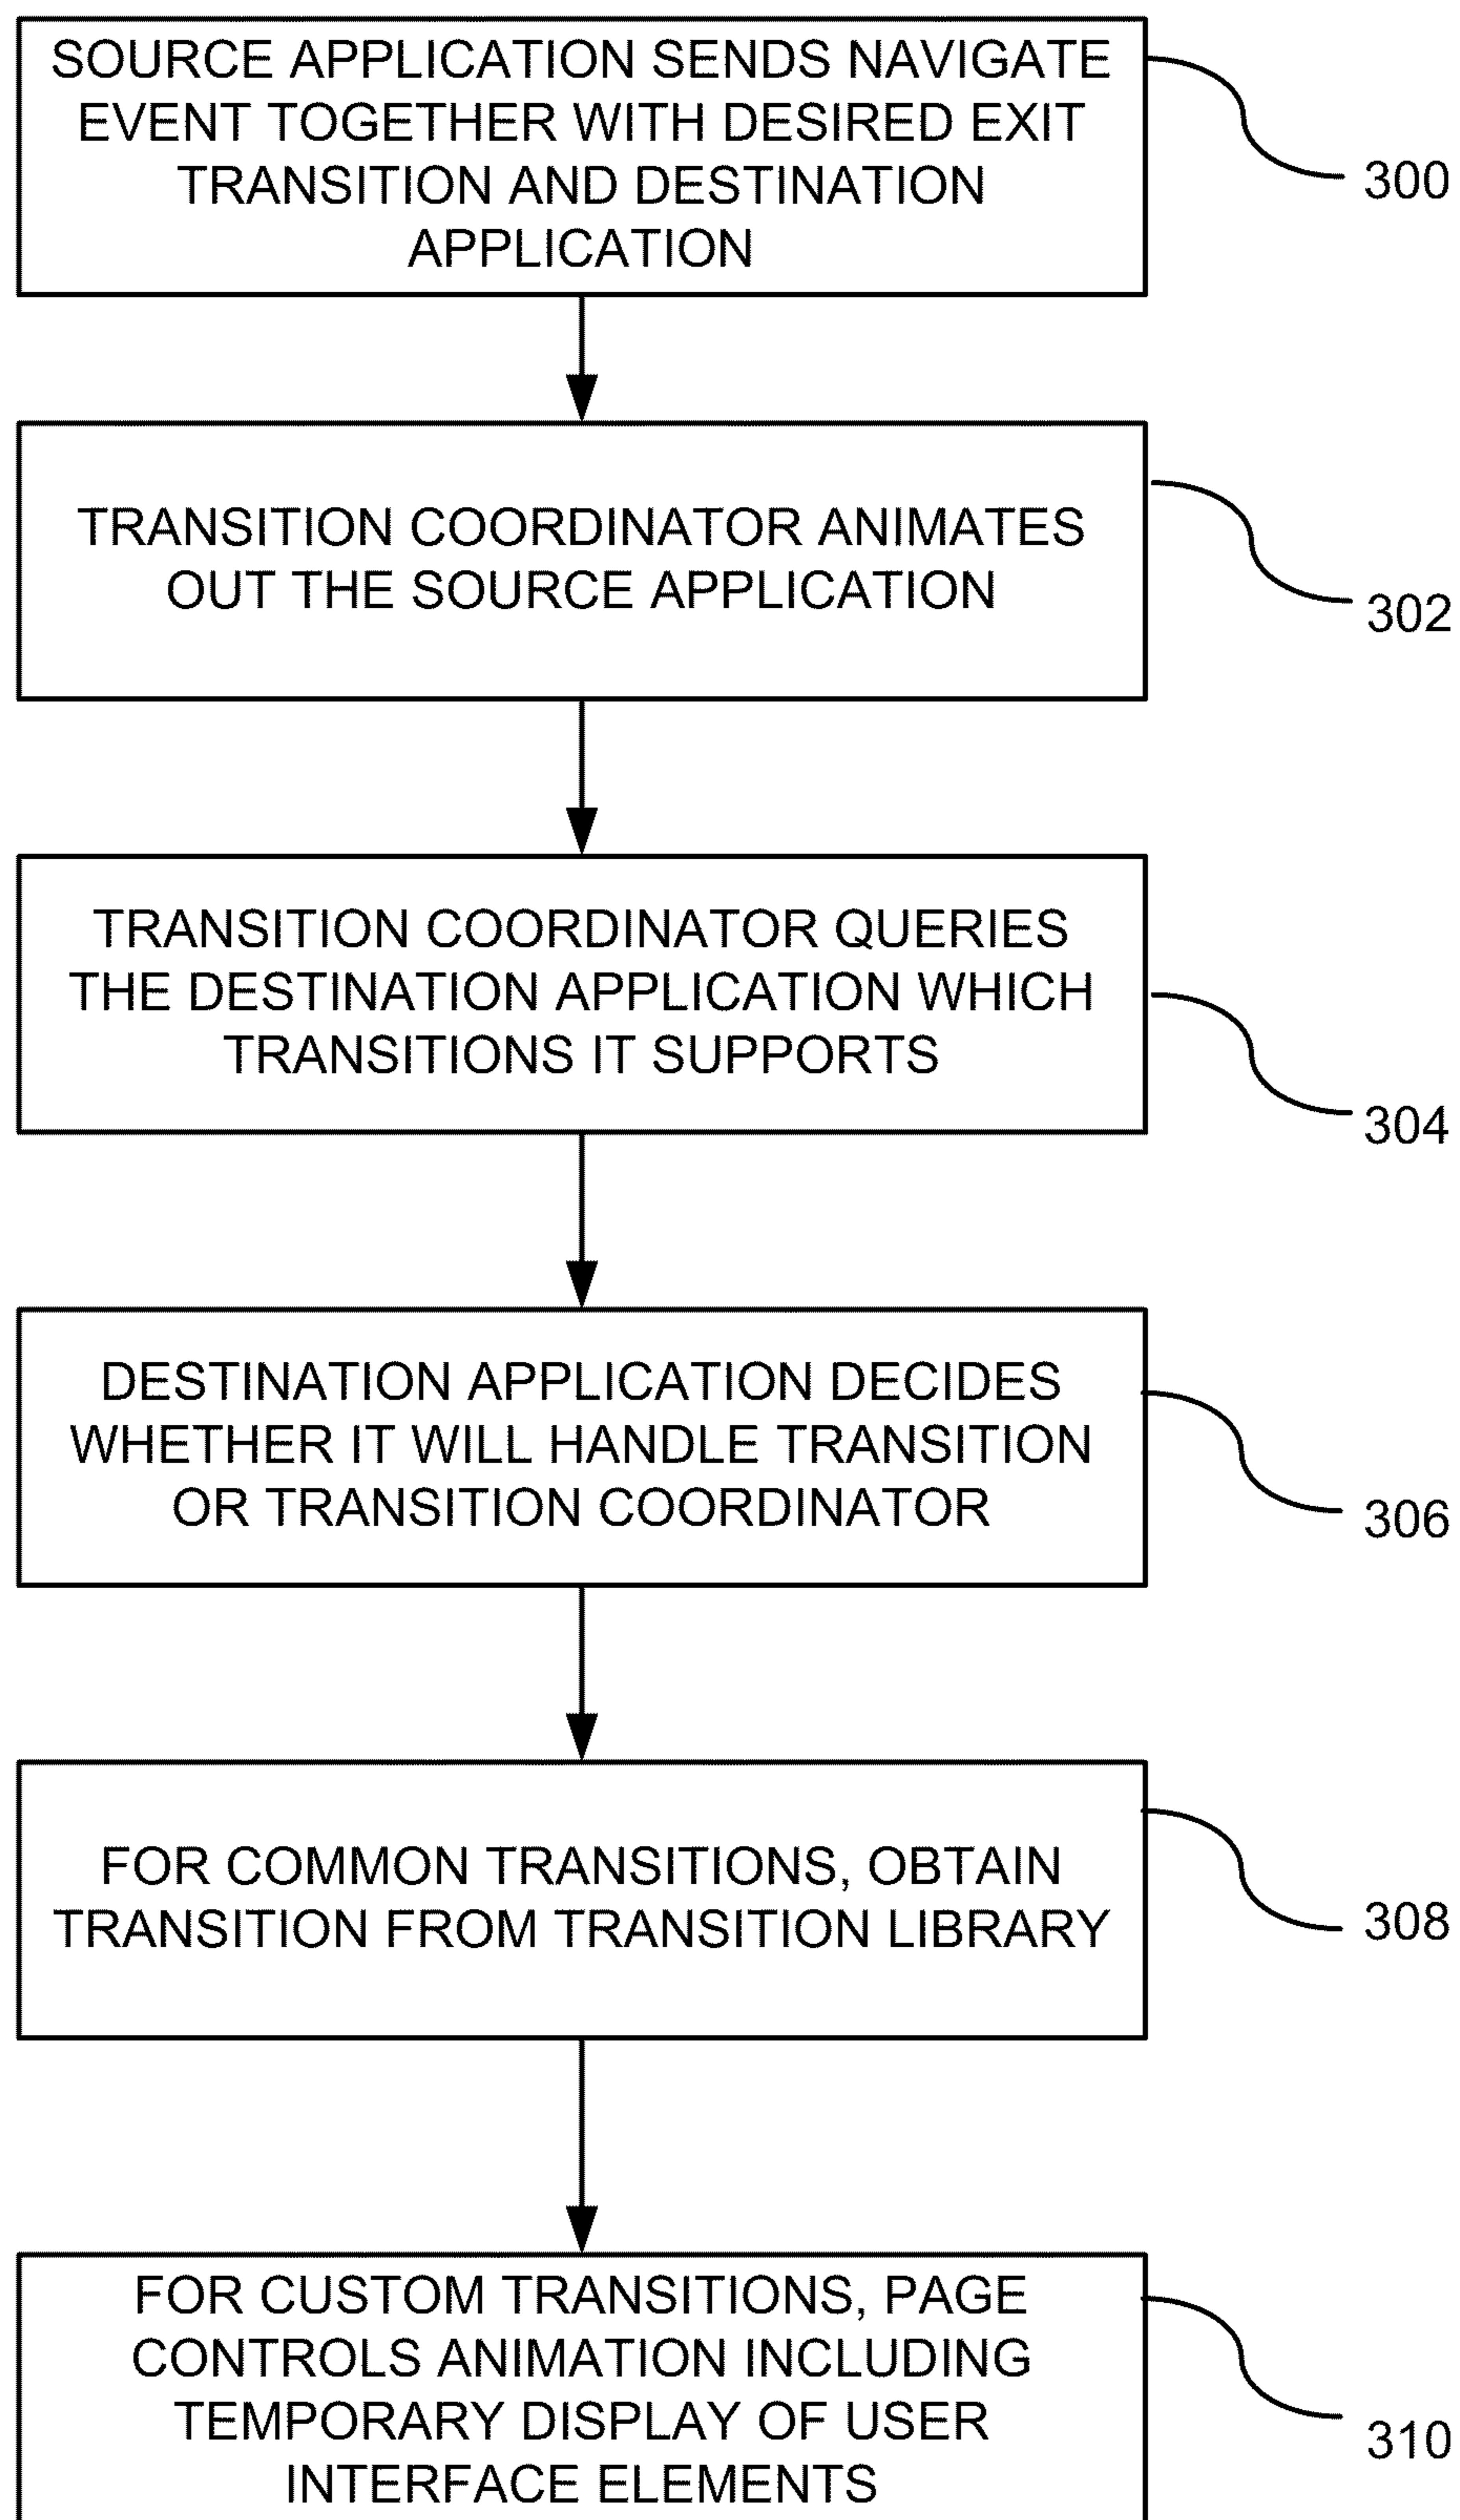 SOURCE APPLICATION SENDS NAVIGATE
EVENT TOGETHER WITH DESIRED EXIT
TRANSITION AND DESTINATION
APPLICATION
300
TRANSITION COORDINATOR ANIMATES
OUT THE SOURCE APPLICATION
302
TRANSITION COORDINATOR QUERIES
THE DESTINATION APPLICATION WHICH
TRANSITIONS IT SUPPORTS
304
DESTINATION APPLICATION DECIDES
WHETHER IT WILL HANDLE TRANSITION
OR TRANSITION COORDINATOR
306
FOR COMMON TRANSITIONS, OBTAIN
TRANSITION FROM TRANSITION LIBRARY
308
FOR CUSTOM TRANSITIONS, PAGE
CONTROLS ANIMATION INCLUDING
TEMPORARY DISPLAY OF USER
INTERFACE ELEMENTS
310